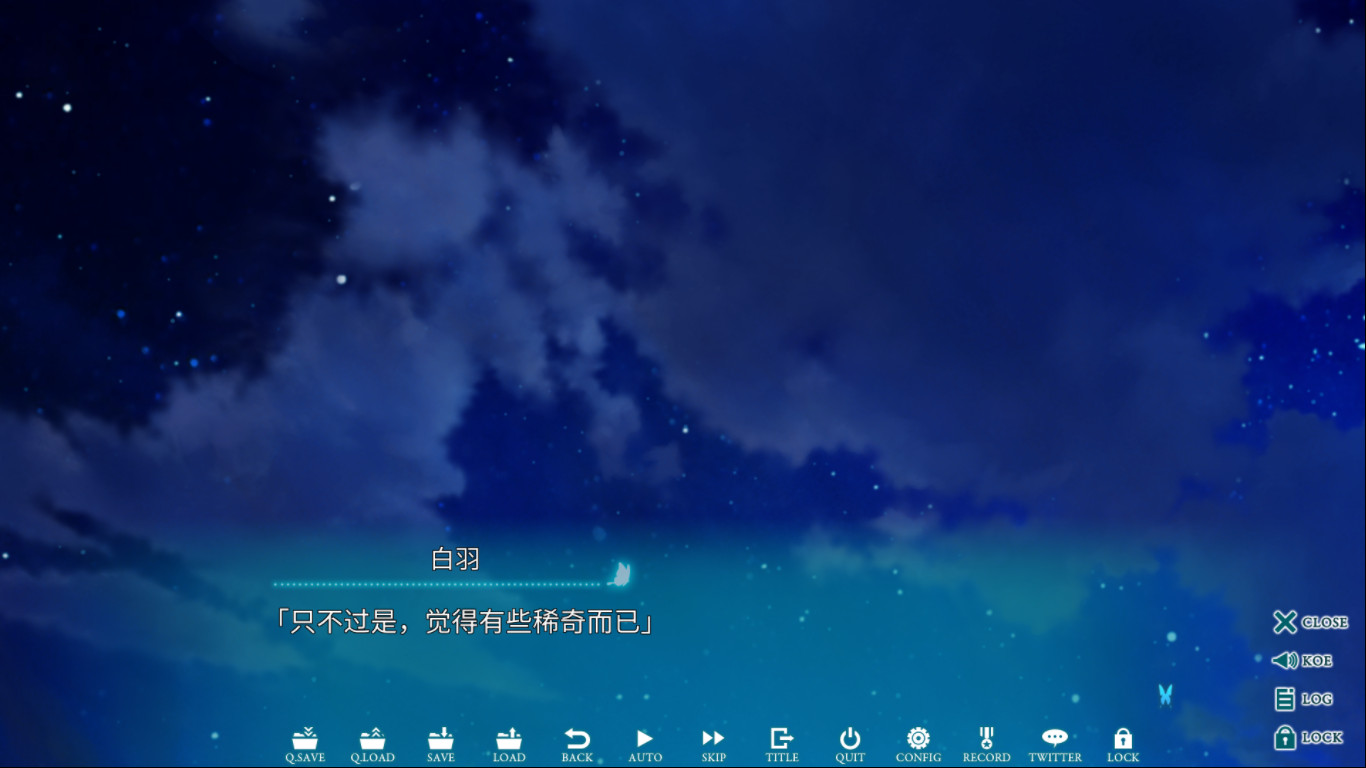 白羽
「只不过是，觉得有些稀奇而已」
CLOSE
KOE
LOG
LOCK
Q.SAVE Q.LOAD SAVE LOAD BACK AUTO SKIP TITLE QUIT CONFIG RECORD TWITTER LOCK